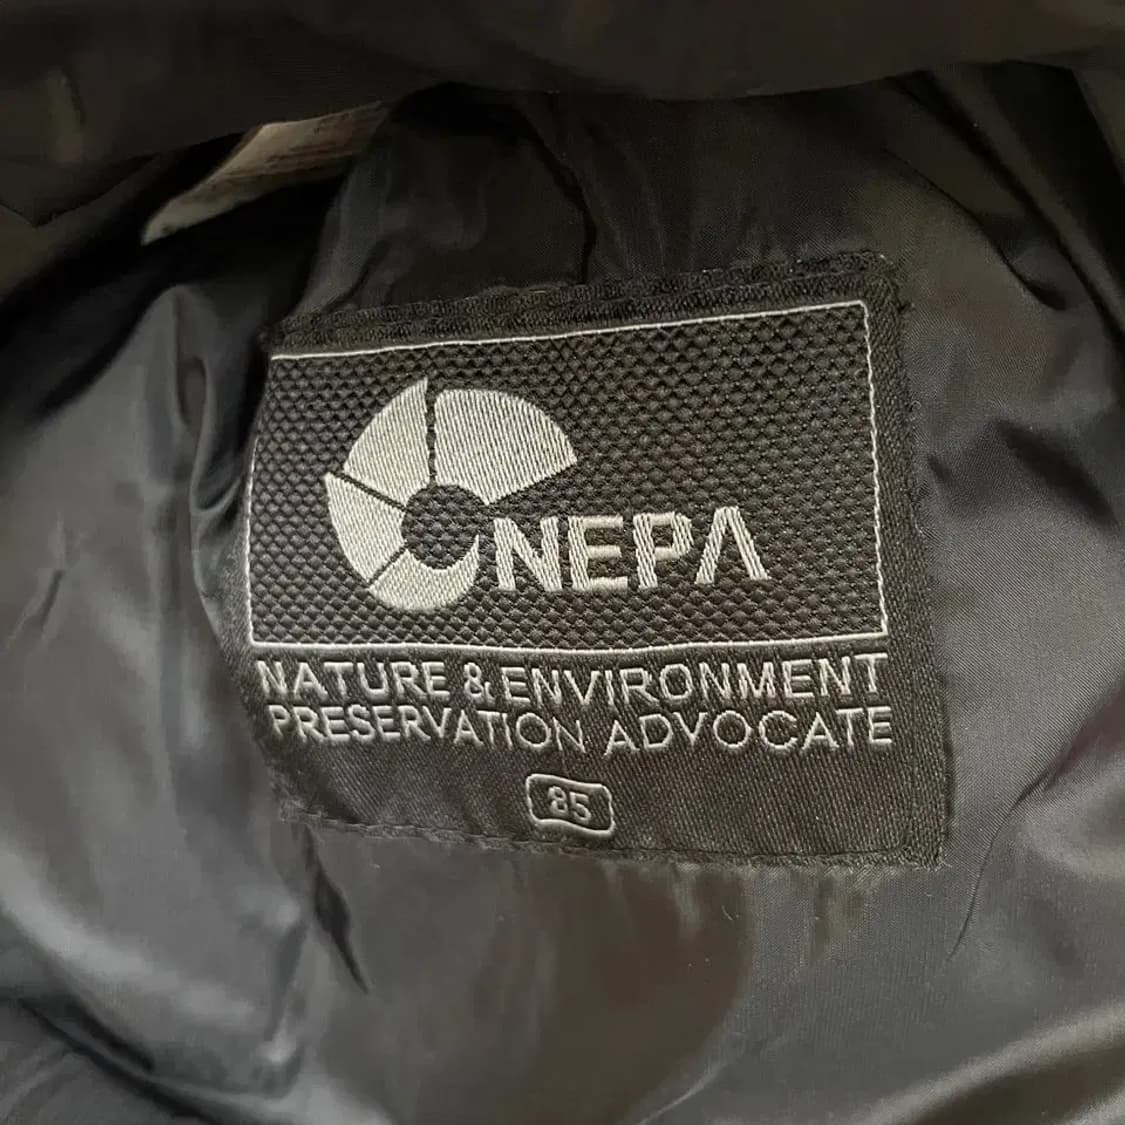 NEPA
NATURE & ENVIRONMENT
PRESERVATION ADVOCATE
85